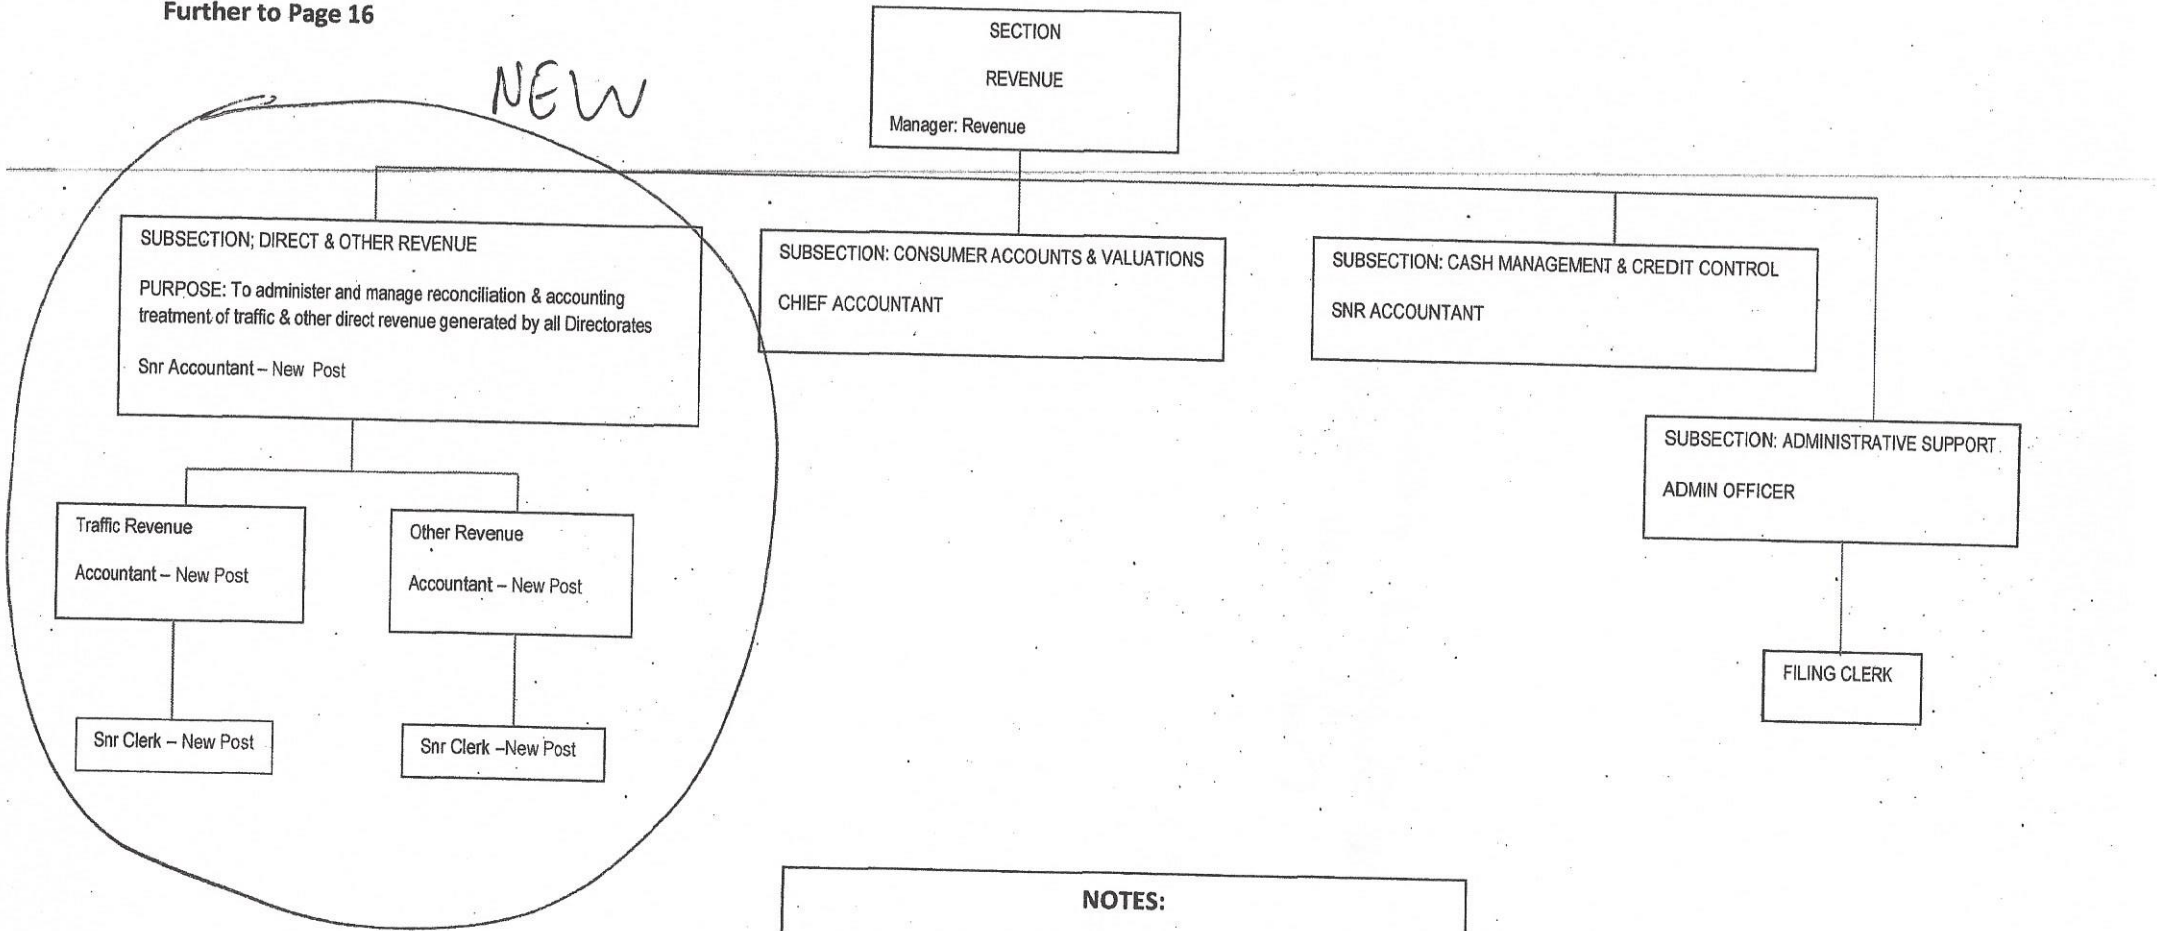 Further to Page 16
NEW
SECTION
REVENUE
Manager: Revenue
SUBSECTION; DIRECT & OTHER REVENUE
PURPOSE: To administer and manage reconciliation & accounting
treatment of traffic & other direct revenue generated by all Directorates
Snr Accountant – New Post
SUBSECTION: CONSUMER ACCOUNTS & VALUATIONS
CHIEF ACCOUNTANT
SUBSECTION: CASH MANAGEMENT & CREDIT CONTROL
SNR ACCOUNTANT
SUBSECTION: ADMINISTRATIVE SUPPORT
ADMIN OFFICER
Traffic Revenue
Accountant – New Post
Other Revenue
Accountant – New Post
FILING CLERK
Snr Clerk – New Post
Snr Clerk –New Post
NOTES: